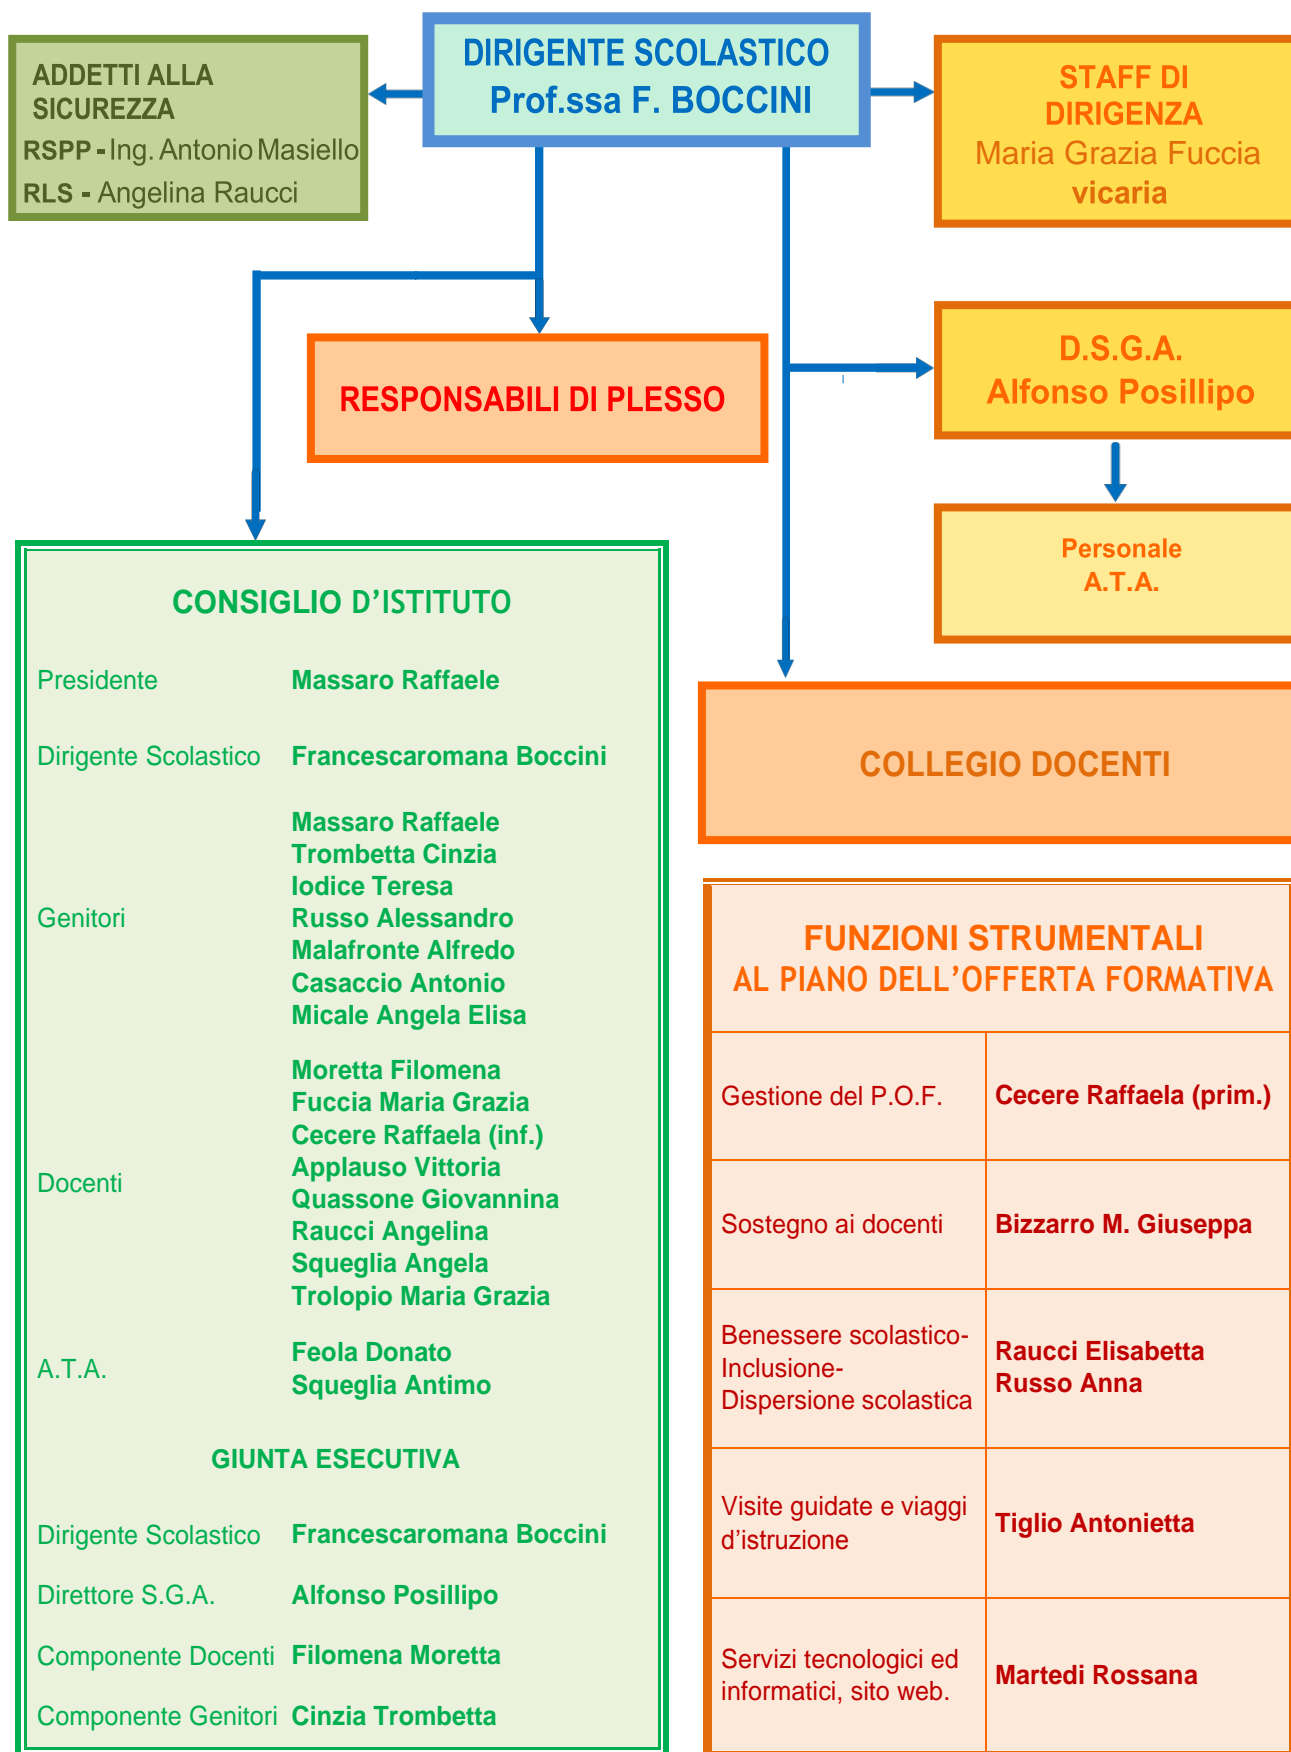 DIRIGENTE SCOLASTICO
Prof.ssa F. BOCCINI
ADDETTI ALLA
SICUREZZA
RSPP - Ing. Antonio Masiello
RLS - Angelina Raucci
STAFF DI
DIRIGENZA
Maria Grazia Fuccia
vicaria
RESPONSABILI DI PLESSO
D.S.G.A.
Alfonso Posillipo
Personale
A.T.A.
CONSIGLIO D’ISTITUTO
Presidente Massaro Raffaele
Dirigente Scolastico Francescaromana Boccini
Genitori
Massaro Raffaele
Trombetta Cinzia
Iodice Teresa
Russo Alessandro
Malafronte Alfredo
Casaccio Antonio
Micale Angela Elisa
Docenti
Moretta Filomena
Fuccia Maria Grazia
Cecere Raffaela (inf.)
Applauso Vittoria
Quassone Giovannina
Raucci Angelina
Squeglia Angela
Trolopio Maria Grazia
A.T.A.
Feola Donato
Squeglia Antimo
GIUNTA ESECUTIVA
Dirigente Scolastico Francescaromana Boccini
Direttore S.G.A. Alfonso Posillipo
Componente Docenti Filomena Moretta
Componente Genitori Cinzia Trombetta
COLLEGIO DOCENTI
FUNZIONI STRUMENTALI
AL PIANO DELL’OFFERTA FORMATIVA
Gestione del P.O.F. Cecere Raffaela (prim.)
Sostegno ai docenti Bizzarro M. Giuseppa
Benessere scolastico-
Inclusione-
Dispersione scolastica
Raucci Elisabetta
Russo Anna
Visite guidate e viaggi
d’istruzione
Tiglio Antonietta
Servizi tecnologici ed
informatici, sito web.
Martedi Rossana